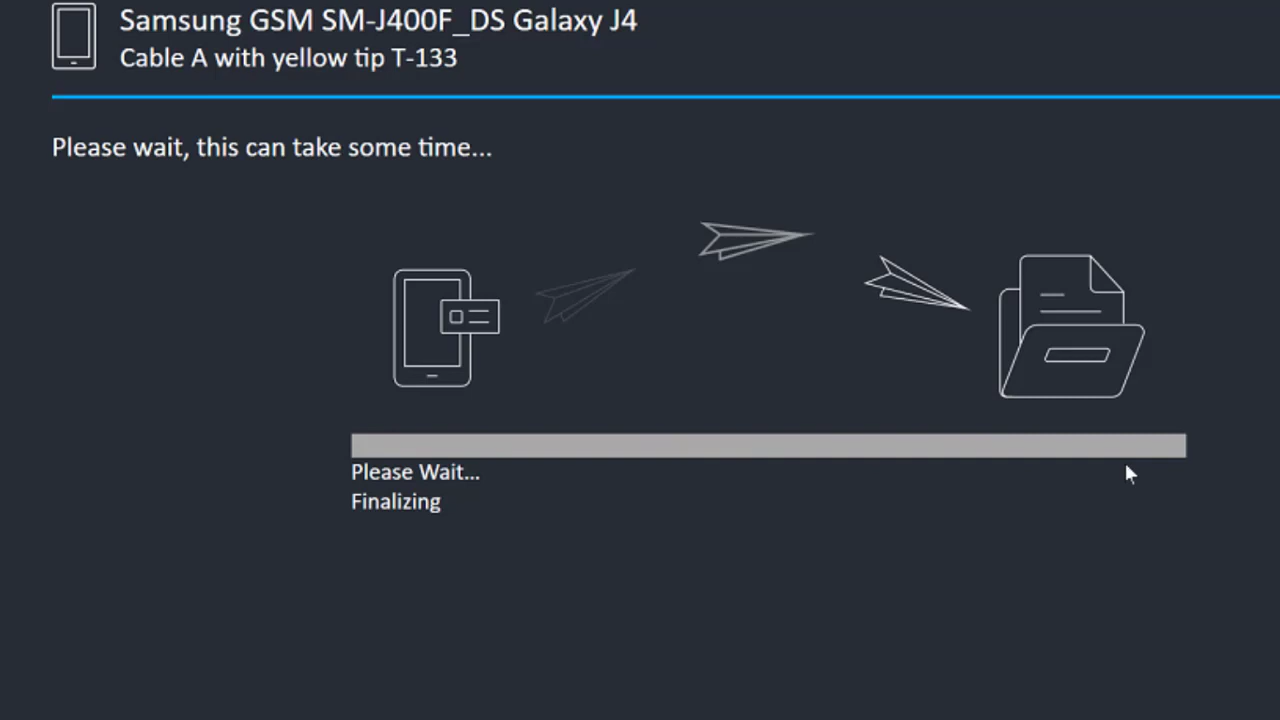 Samsung GSM SM-J400F_DS Galaxy J4
Cable A with yellow tip T-133
Please wait, this can take some time...
Please Wait...
Finalizing